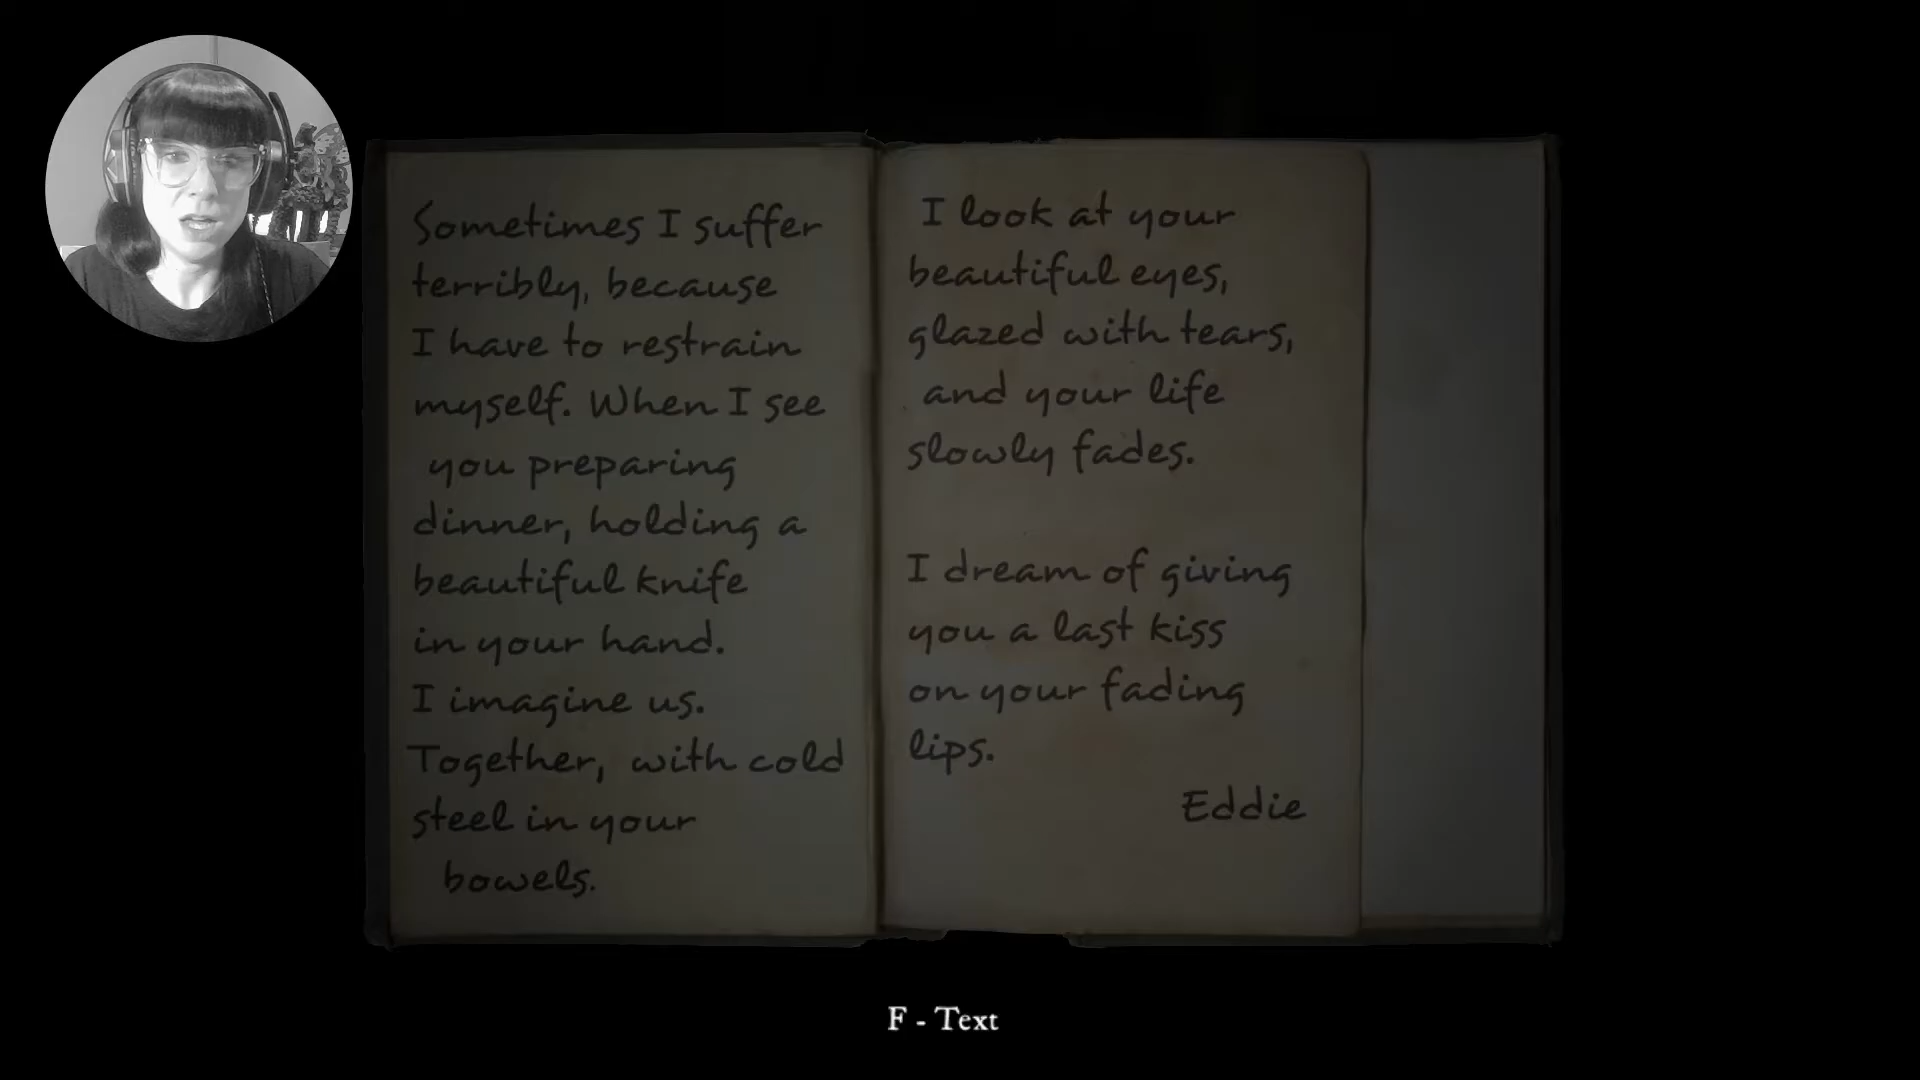 Sometimes I suffer
terribly, because
I have to restrain
myself. When I see
you preparing
dinner, holding a
beautiful knife
in your hand.
I imagine us.
Together, with cold
steel in your
bowels.
I look at your
beautiful eyes,
glazed with tears,
and your life
slowly fades.
I dream of giving
you a last kiss
on your fading
lips.
Eddie
F - Text